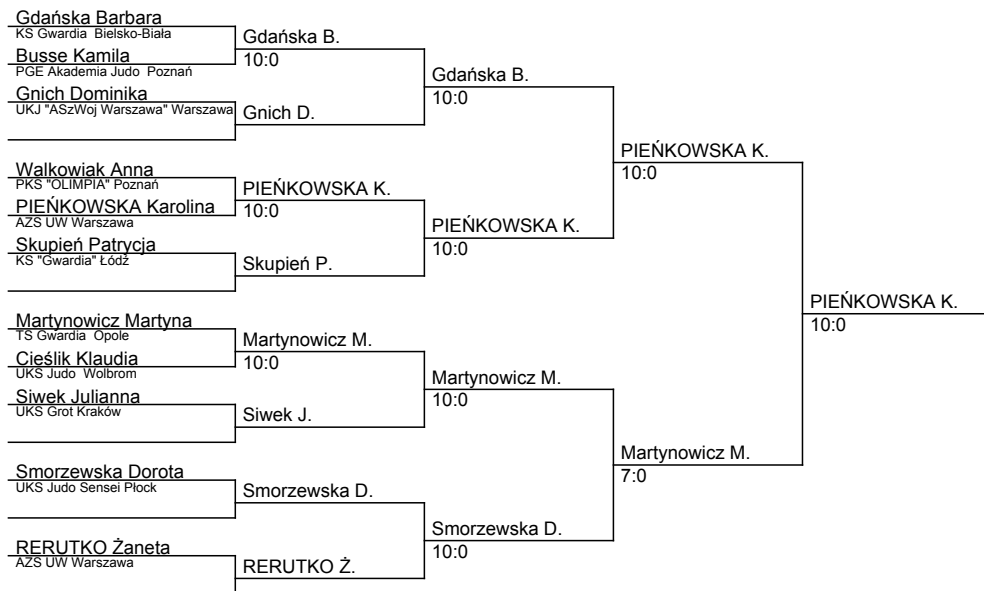 Gdańska Barbara
KS Gwardia Bielsko-Biała
Busse Kamila
PGE Akademia Judo Poznań
Gnich Dominika
UKJ "ASzWoj Warszawa" Warszawa
Walkowiak Anna
PKS "OLIMPIA" Poznań
PIEŃKOWSKA Karolina
AZS UW Warszawa
Skupień Patrycja
KS "Gwardia" Łódź
Martynowicz Martyna
TS Gwardia Opole
Cieślik Klaudia
UKS Judo Wolbrom
Siwek Julianna
UKS Grot Kraków
Smorzewska Dorota
UKS Judo Sensei Płock
RERUTKO Żaneta
AZS UW Warszawa
Gdańska B.
10:0
Gnich D.
PIEŃKOWSKA K.
10:0
Skupień P.
Martynowicz M.
10:0
Siwek J.
Smorzewska D.
RERUTKO Ż.
Gdańska B.
10:0
PIEŃKOWSKA K.
10:0
Martynowicz M.
10:0
Smorzewska D.
10:0
PIEŃKOWSKA K.
10:0
Martynowicz M.
7:0
PIEŃKOWSKA K.
10:0